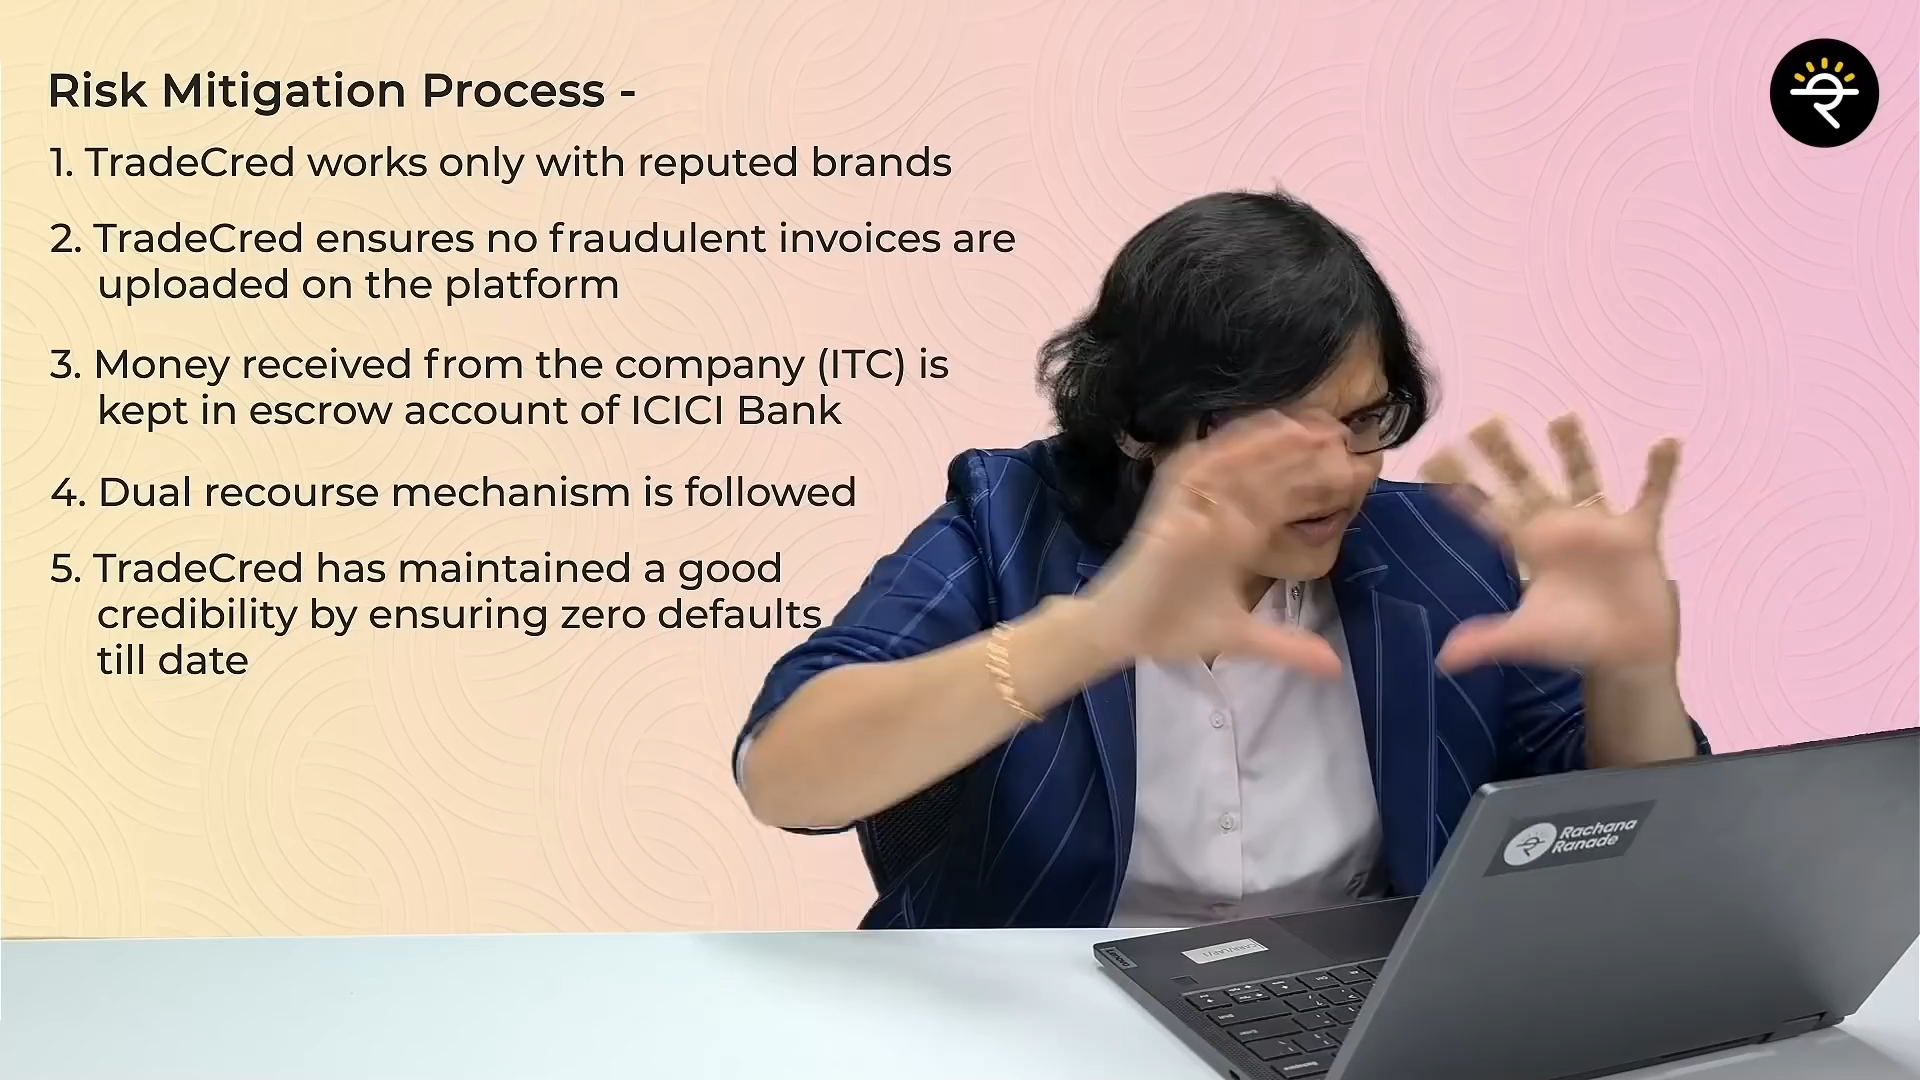 Risk Mitigation Process -
1. TradeCred works only with reputed brands
2. TradeCred ensures no fraudulent invoices are
uploaded on the platform
3. Money received from the company (ITC) is
kept in escrow account of ICICI Bank
4. Dual recourse mechanism is followed
5. TradeCred has maintained a good
credibility by ensuring zero defaults
till date
Rachana
Ranade
Lenovo